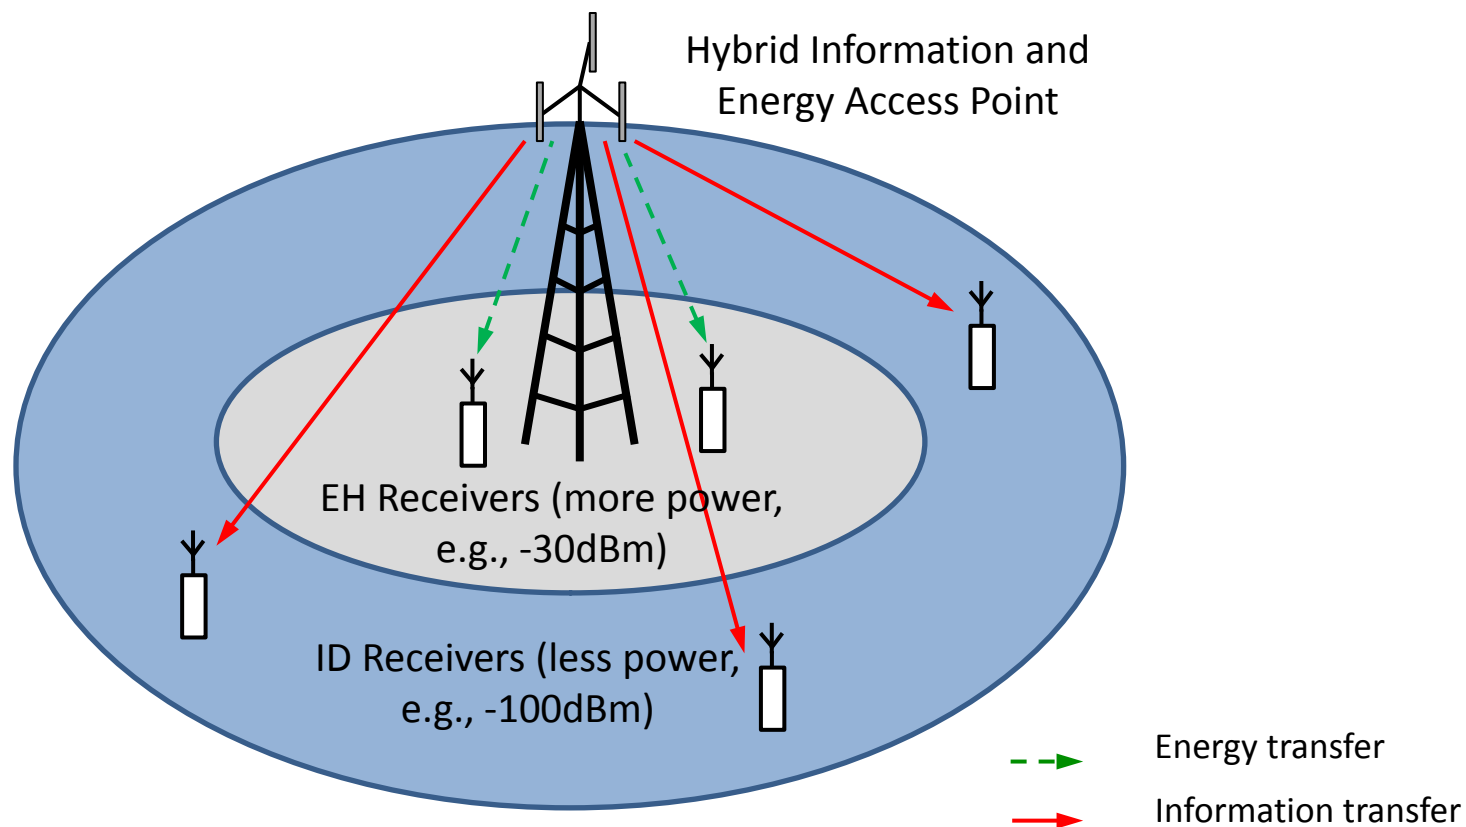 Hybrid Information and
Energy Access Point
EH Receivers (more power,
e.g., -30dBm)
ID Receivers (less power,
e.g., -100dBm)
Energy transfer
Information transfer